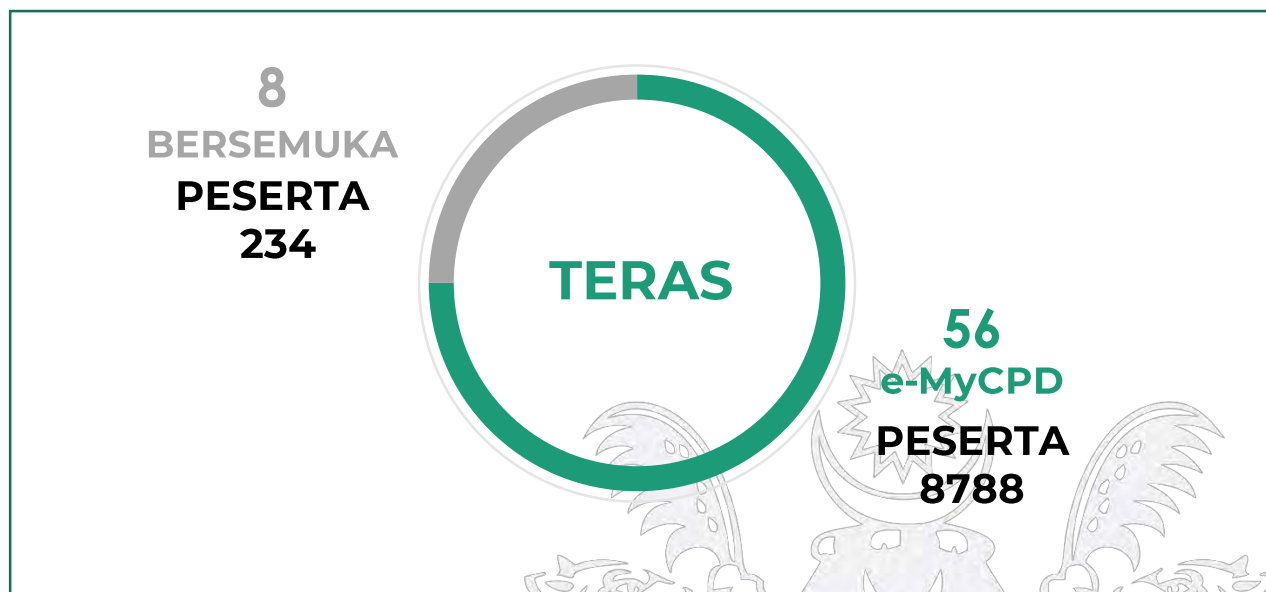 8
BERSEMUKA
PESERTA
234
TERAS
56
e-MyCPD
PESERTA
8788